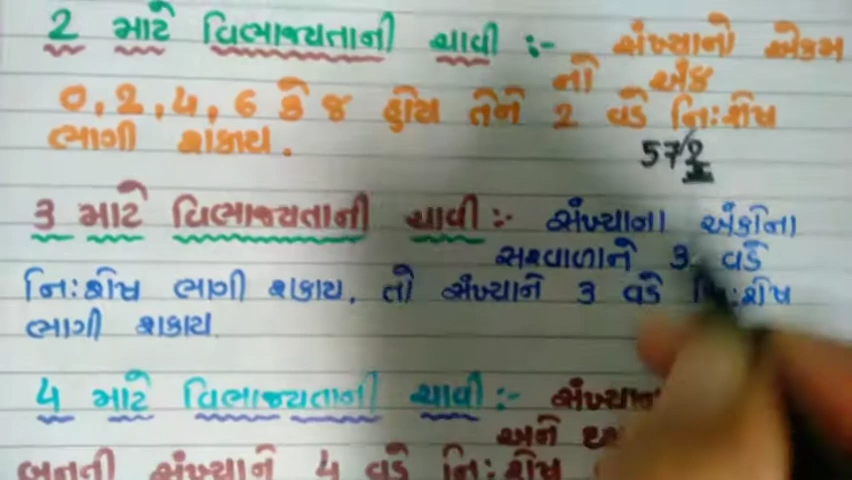 2 માટે વિભાજ્યતાની ચાવી :- સંખ્યાનો એકમ
નો અંક
0, 2, 4, 6 કે 8 હોય તેને 2 વડે નિ:શેષ
ભાગી શકાય.
572
3 માટે વિભાજ્યતાની ચાવી :- સંખ્યાના અંકોના
સરવાળાને 3 વડે
નિ:શેષ ભાગી શકાય, તો સંખ્યાને 3 વડે નિ:શેષ
ભાગી શકાય
4 માટે વિભાજ્યતાની ચાવી :-
અને
બનતી સંખ્યાને 4 વડે નિ:શેષ